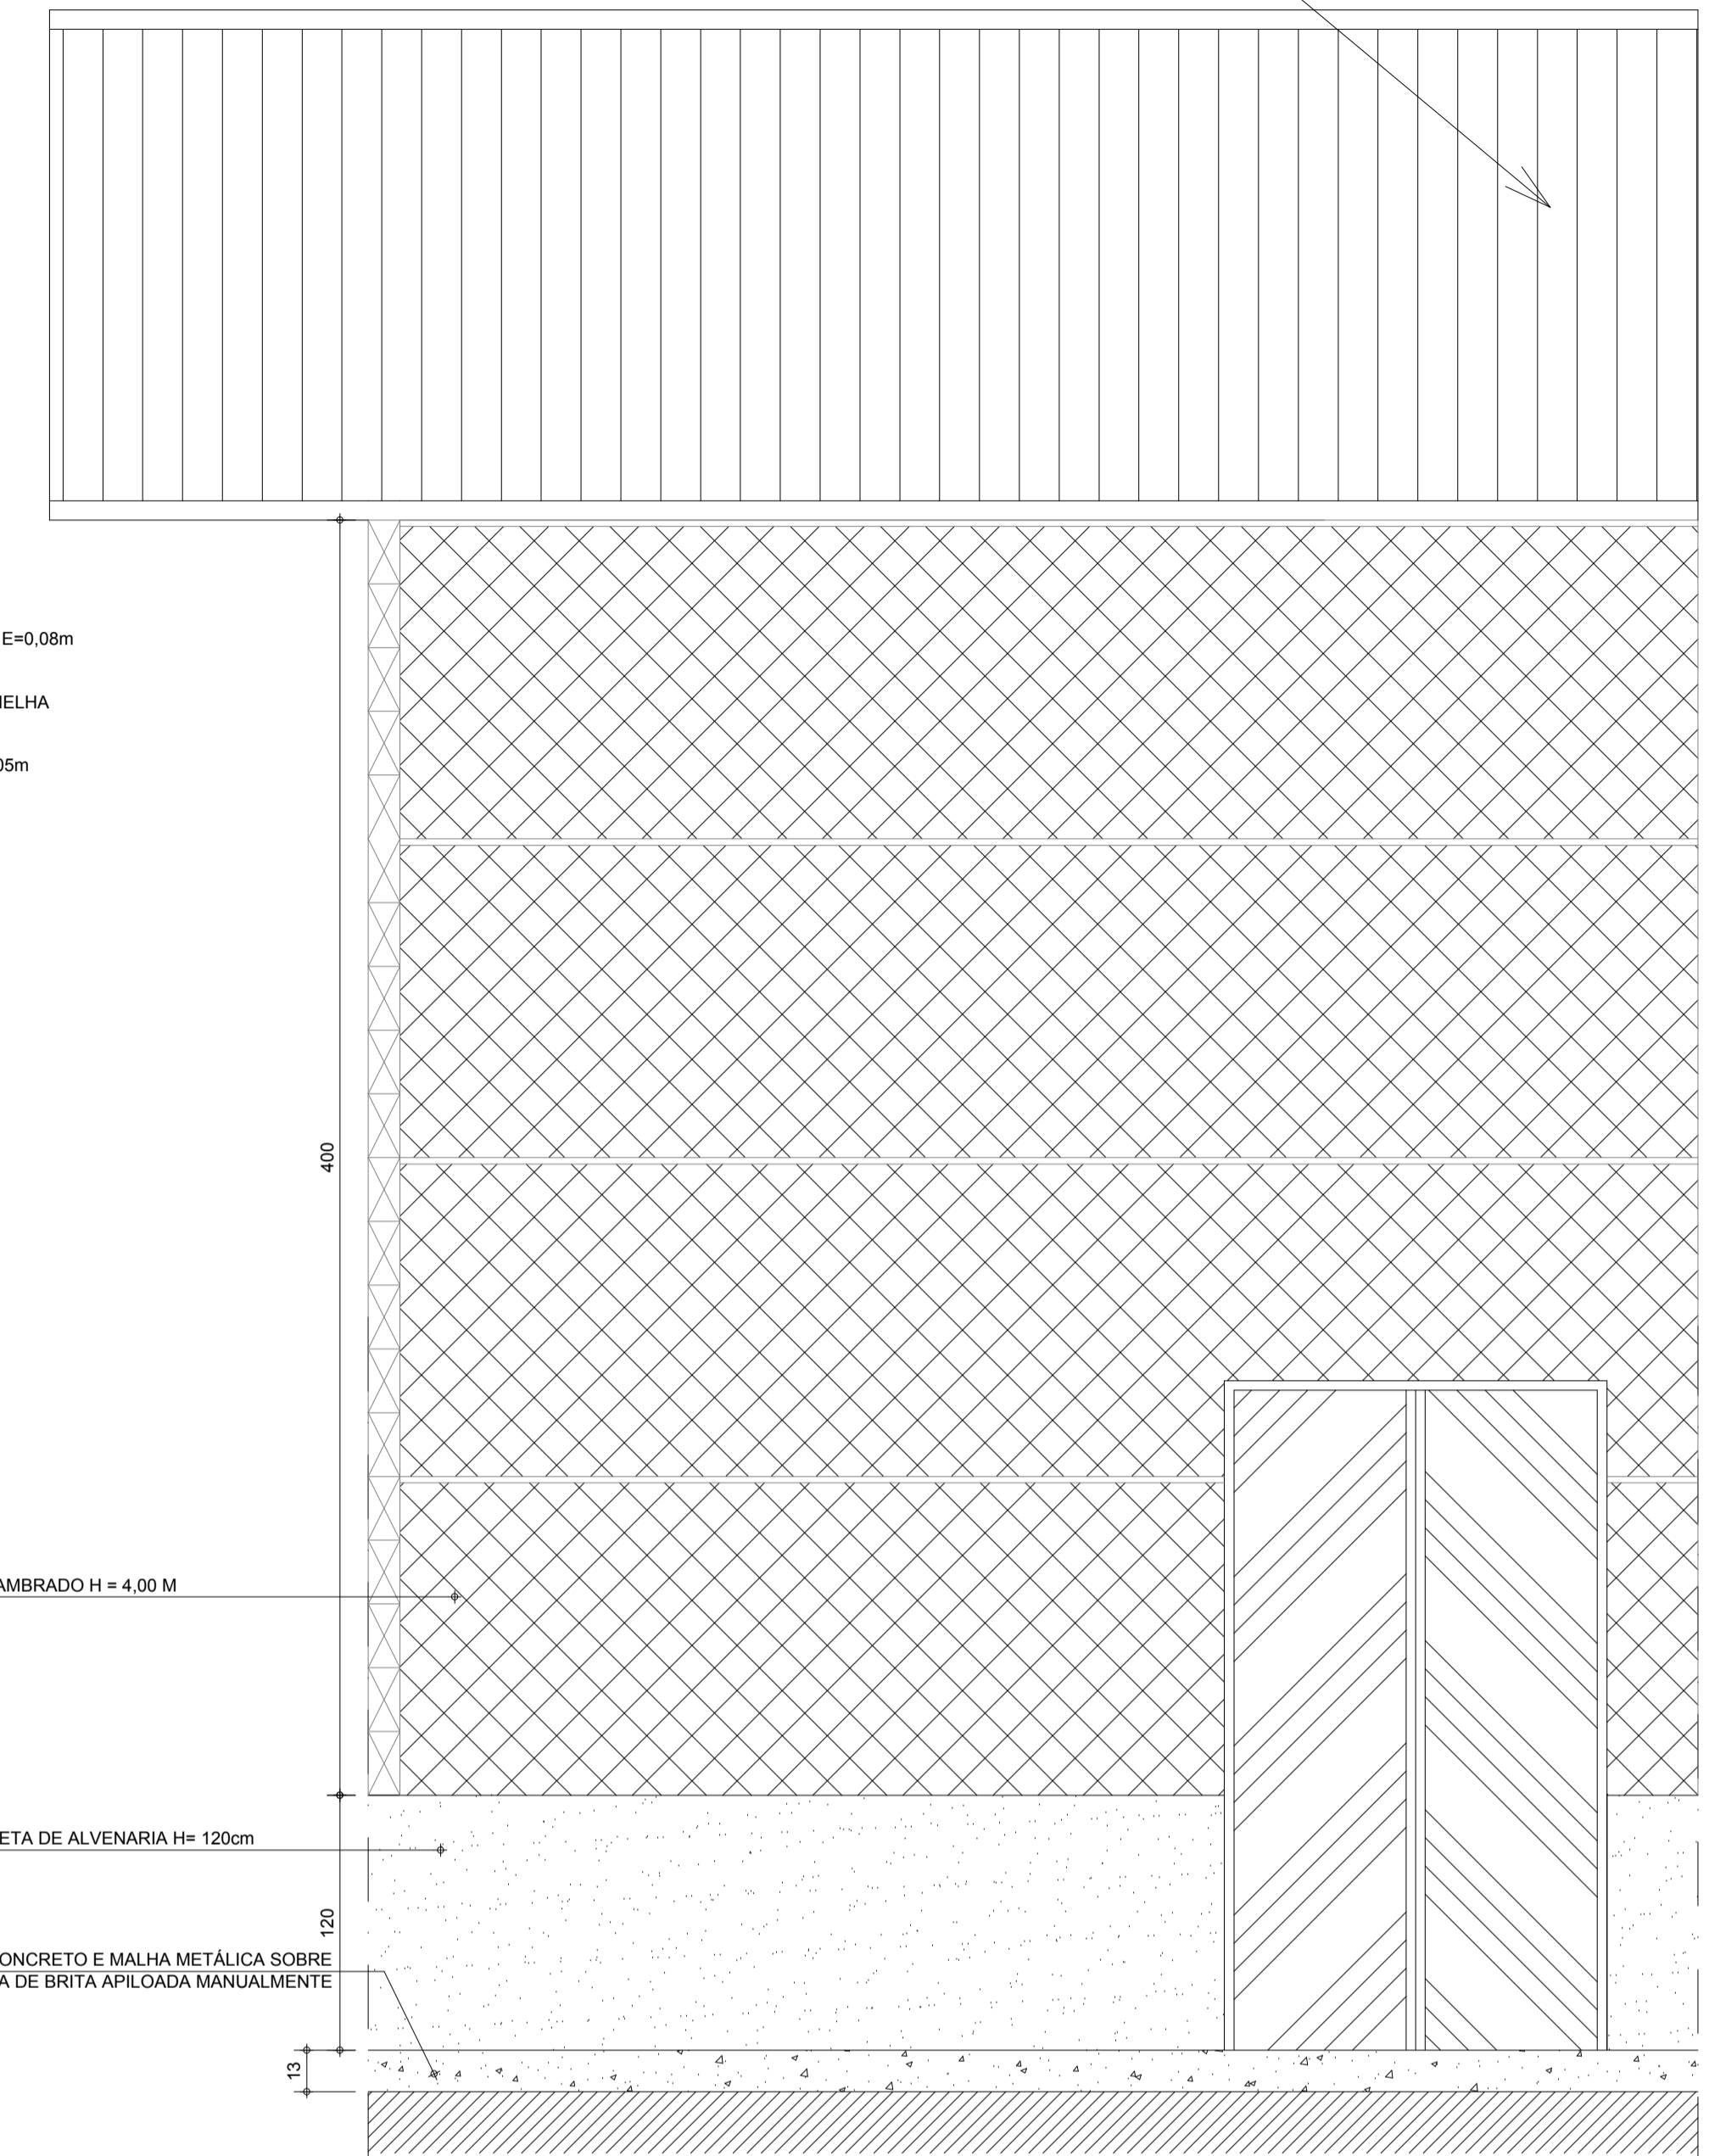 E=0,08m
MELHA
05m
400
AMBRADO H = 4,00 M
ETA DE ALVENARIA H= 120cm
120
ONCRETO E MALHA METÁLICA SOBRE
A DE BRITA APILOADA MANUALMENTE
13